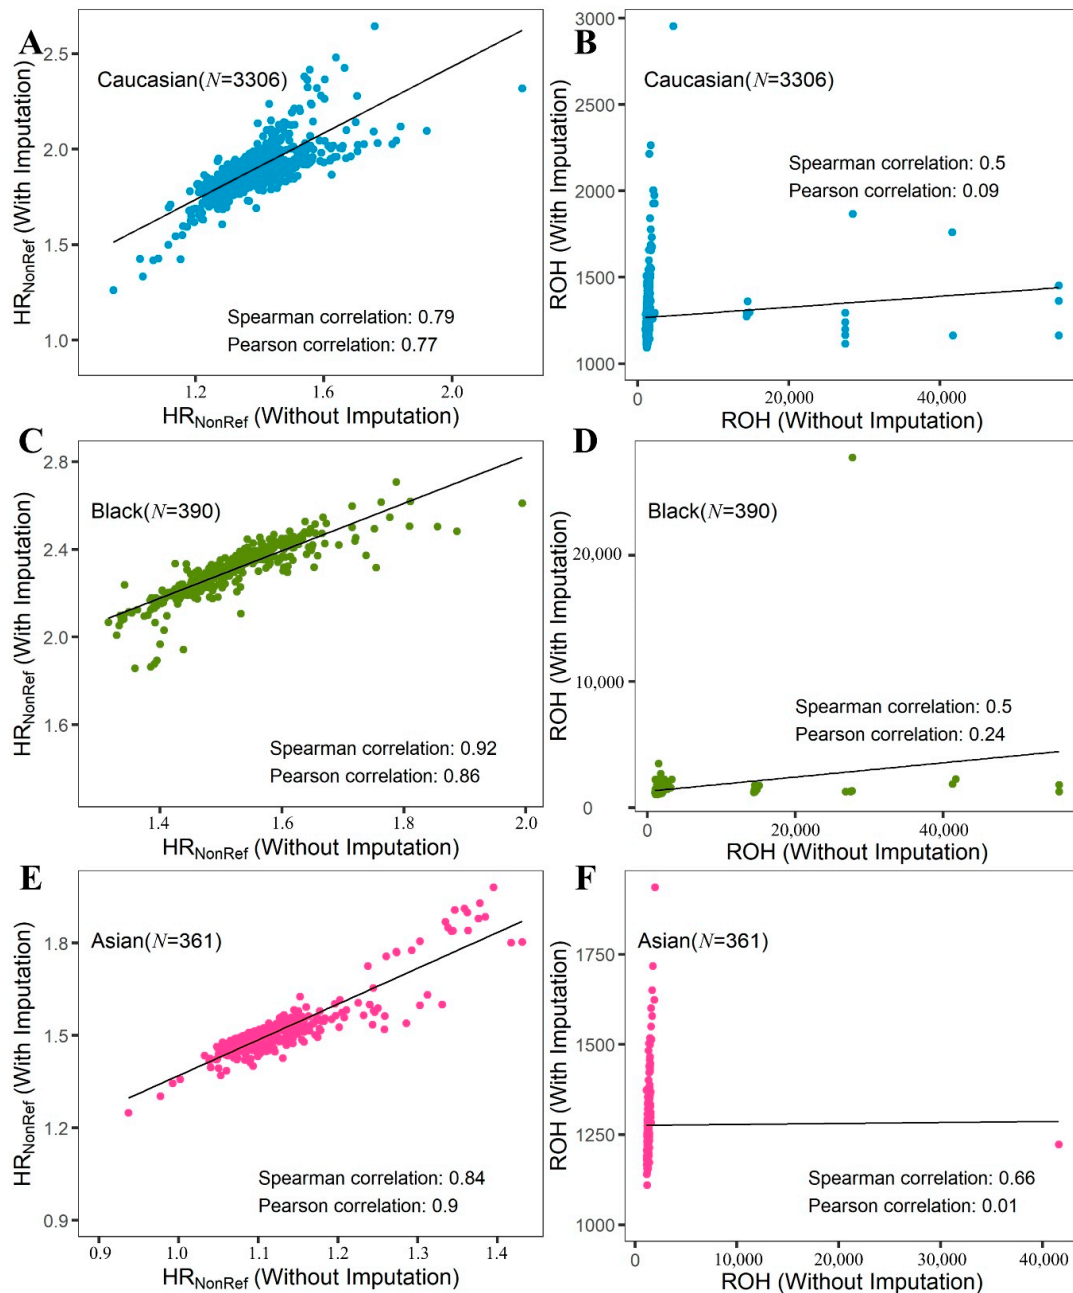 A
HR_NonRef (With Imputation)
2.5
2.0
1.5
1.0
Caucasian(N=3306)
Spearman correlation: 0.79
Pearson correlation: 0.77
1.2 1.6 2.0
HR_NonRef (Without Imputation)
B
ROH (With Imputation)
3000
2500
2000
1500
1000
Caucasian(N=3306)
Spearman correlation: 0.5
Pearson correlation: 0.09
0 20,000 40,000
ROH (Without Imputation)
C
HR_NonRef (With Imputation)
2.8
2.4
2.0
1.6
Black(N=390)
Spearman correlation: 0.92
Pearson correlation: 0.86
1.4 1.6 1.8 2.0
HR_NonRef (Without Imputation)
D
ROH (With Imputation)
20,000
10,000
0
Black(N=390)
Spearman correlation: 0.5
Pearson correlation: 0.24
0 20,000 40,000
ROH (Without Imputation)
E
HR_NonRef (With Imputation)
1.8
1.5
1.2
0.9
Asian(N=361)
Spearman correlation: 0.84
Pearson correlation: 0.9
0.9 1.0 1.1 1.2 1.3 1.4
HR_NonRef (Without Imputation)
F
ROH (With Imputation)
1750
1500
1250
1000
Asian(N=361)
Spearman correlation: 0.66
Pearson correlation: 0.01
0 10,000 20,000 30,000 40,000
ROH (Without Imputation)